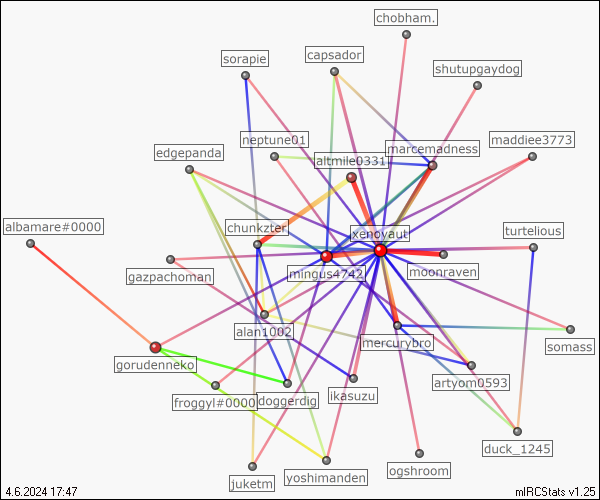 chobham.
sorapie
capsador
shutupgaydog
neptune01
marcemadness
maddiee3773
edgepanda
altmile0331
albamare#0000
chunkzter
xenovaut
turtelious
gazpachoman
mingus4742
moonraven
alan1002
mercurybro
somass
gorudenneko
artyom0593
froggyl#0000
doggerdig
ikasuzu
duck_1245
juketm
yoshimanden
ogshroom
4.6.2024 17:47
mIRCStats v1.25